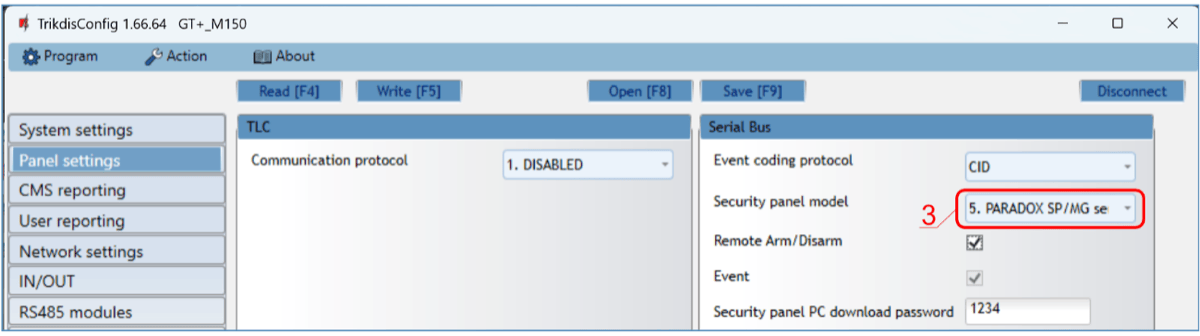 TrikdisConfig 1.66.64 GT+_M150
Program Action About
Read [F4] Write [F5] Open [F8] Save [F9] Disconnect
System settings
Panel settings
CMS reporting
User reporting
Network settings
IN/OUT
RS485 modules
TLC
Communication protocol 1. DISABLED
Serial Bus
Event coding protocol CID
Security panel model 5. PARADOX SP/MG se
3
Remote Arm/Disarm
Event
Security panel PC download password 1234